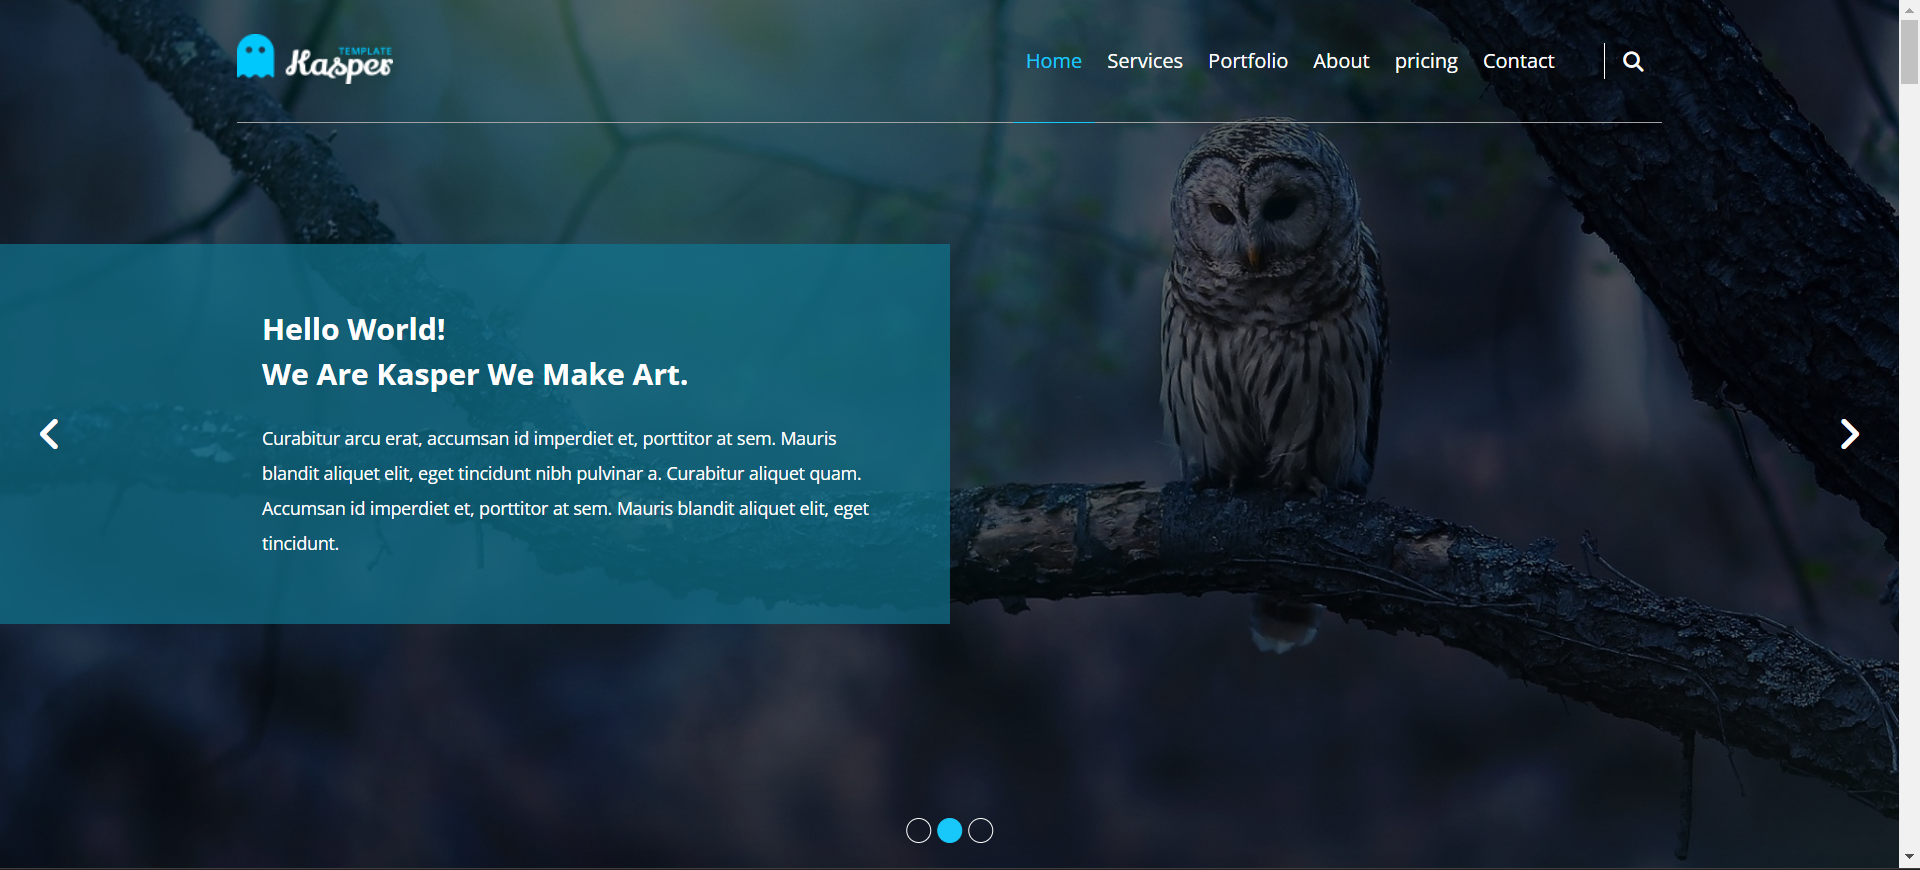 TEMPLATE
Kasper
Home Services Portfolio About pricing Contact
Hello World!
We Are Kasper We Make Art.
Curabitur arcu erat, accumsan id imperdiet et, porttitor at sem. Mauris
blandit aliquet elit, eget tincidunt nibh pulvinar a. Curabitur aliquet quam.
Accumsan id imperdiet et, porttitor at sem. Mauris blandit aliquet elit, eget
tincidunt.